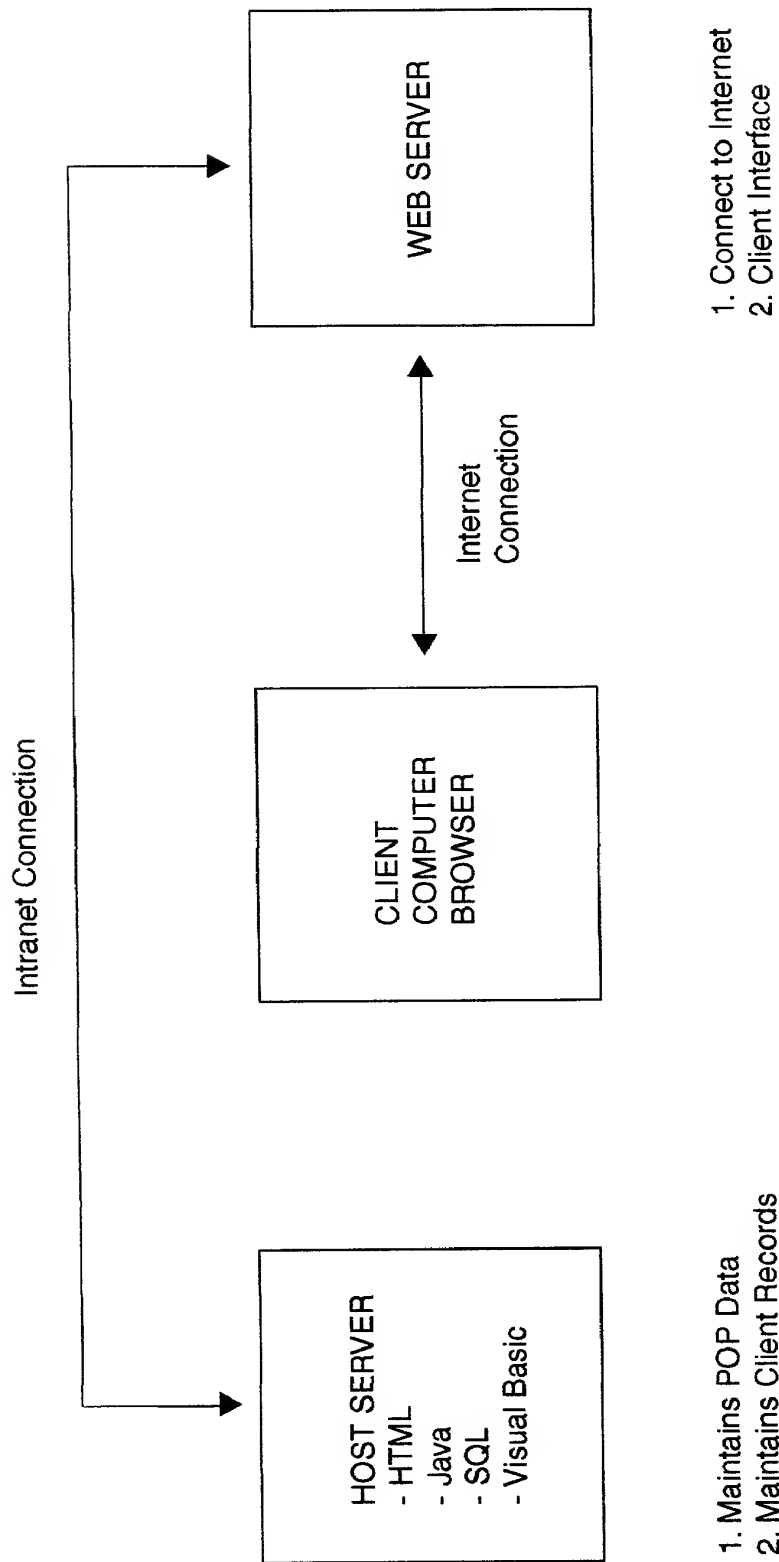 Intranet Connection
HOST SERVER
- HTML
- Java
- SQL
- Visual Basic
CLIENT
COMPUTER
BROWSER
Internet
Connection
WEB SERVER
1. Maintains POP Data
2. Maintains Client Records
1. Connect to Internet
2. Client Interface